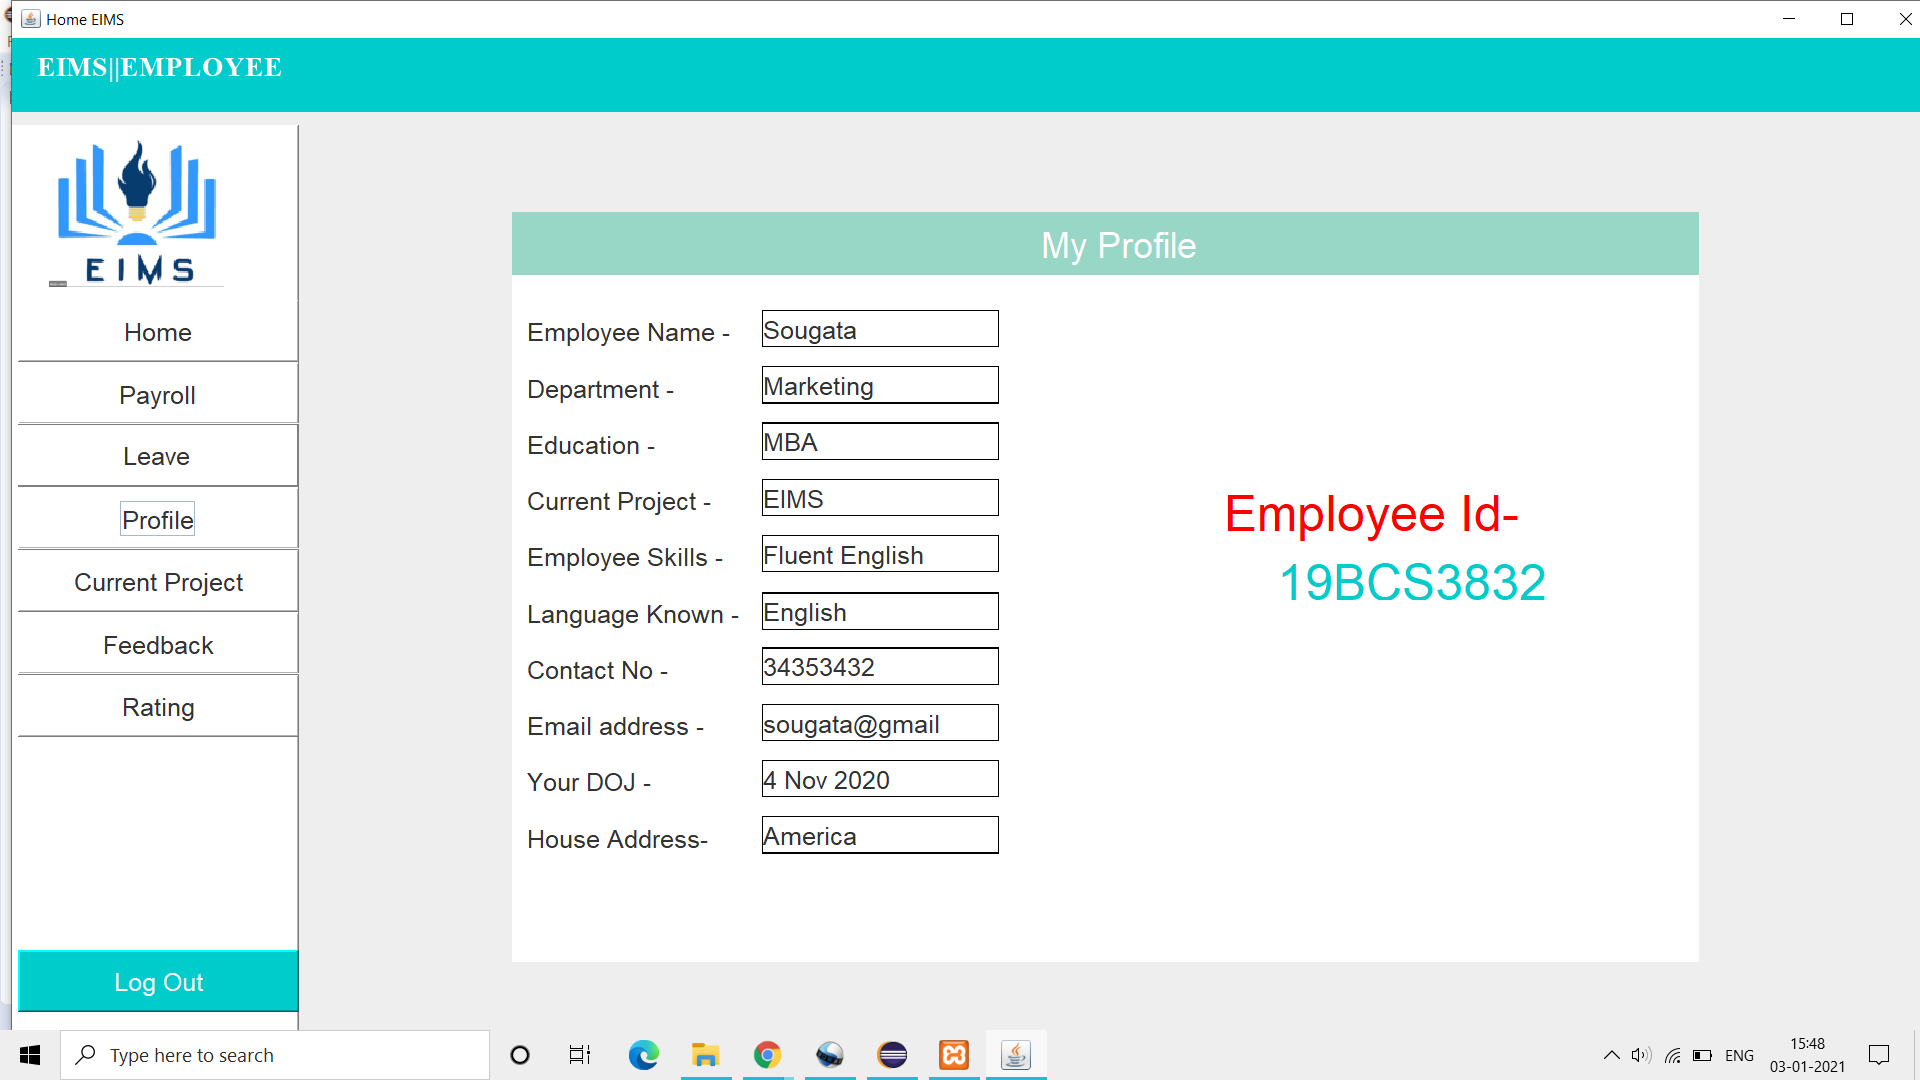 Home EIMS
EIMS||EMPLOYEE
EIMS
Home
Payroll
Leave
Profile
Current Project
Feedback
Rating
Log Out
My Profile
Employee Name - Sougata
Department - Marketing
Education - MBA
Current Project - EIMS
Employee Skills - Fluent English
Language Known - English
Contact No - 34353432
Email address - sougata@gmail
Your DOJ - 4 Nov 2020
House Address- America
Employee Id-
19BCS3832
Type here to search
ENG
15:48
03-01-2021